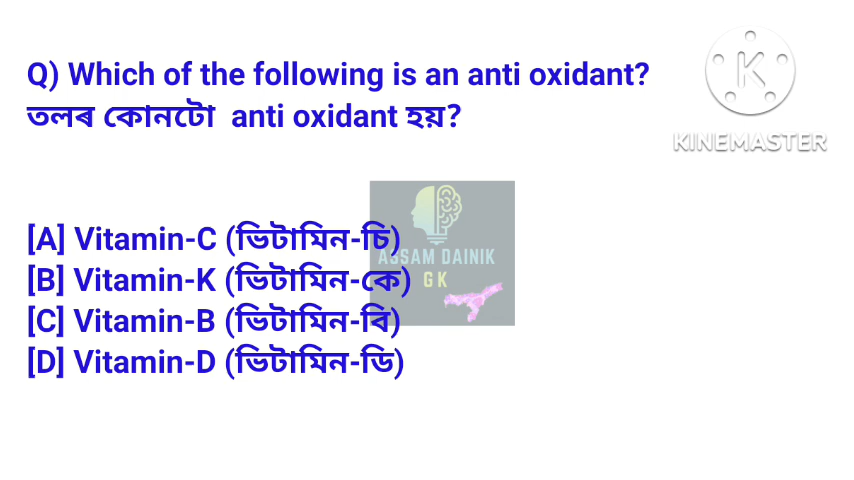 Q) Which of the following is an anti oxidant?
তলৰ কোনটো anti oxidant হয়?
KINEMASTER
[A] Vitamin-C (ভিটামিন-চি)
[B] Vitamin-K (ভিটামিন-কে)
[C] Vitamin-B (ভিটামিন-বি)
[D] Vitamin-D (ভিটামিন-ডি)
ASSAM DAINIK
GK